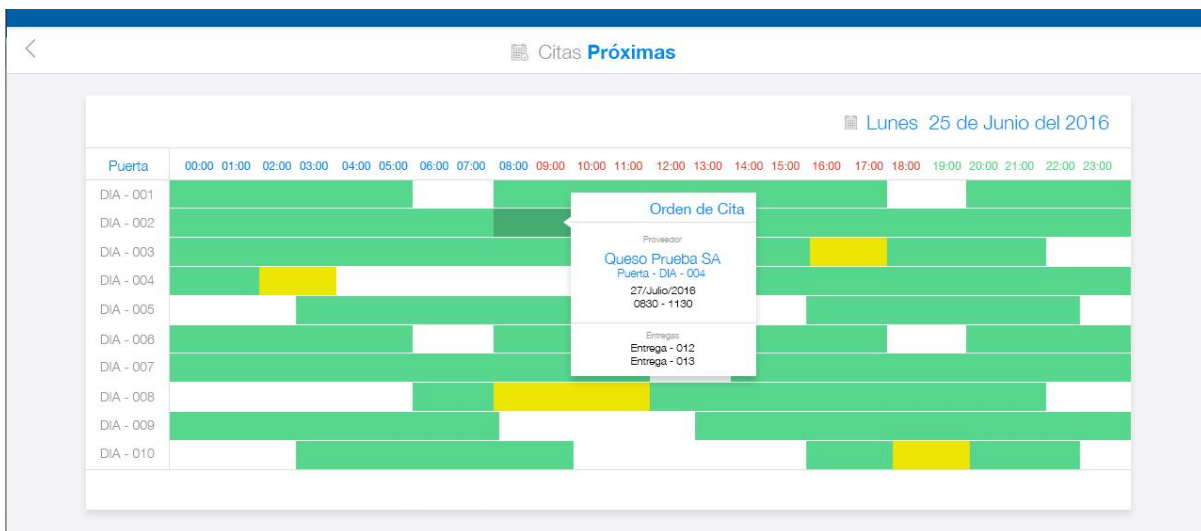 Citas Próximas
Lunes 25 de Junio del 2016
Puerta 00:00 01:00 02:00 03:00 04:00 05:00 06:00 07:00 08:00 09:00 10:00 11:00 12:00 13:00 14:00 15:00 16:00 17:00 18:00 19:00 20:00 21:00 22:00 23:00
DIA - 001
DIA - 002
DIA - 003
DIA - 004
DIA - 005
DIA - 006
DIA - 007
DIA - 008
DIA - 009
DIA - 010
Orden de Cita
Proveedor
Queso Prueba SA
Puerta - DIA - 004
27/Julio/2016
0830 - 1130
Entregas
Entrega - 012
Entrega - 013